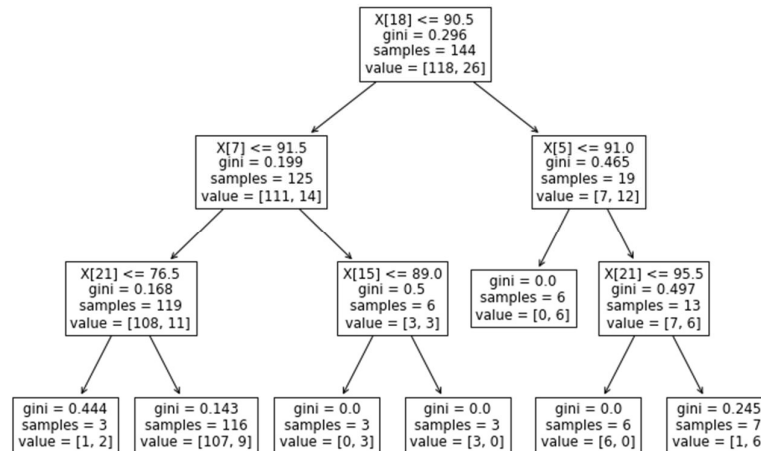 X[18] <= 90.5
gini = 0.296
samples = 144
value = [118, 26]
X[7] <= 91.5
gini = 0.199
samples = 125
value = [111, 14]
X[5] <= 91.0
gini = 0.465
samples = 19
value = [7, 12]
X[21] <= 76.5
gini = 0.168
samples = 119
value = [108, 11]
X[15] <= 89.0
gini = 0.5
samples = 6
value = [3, 3]
gini = 0.0
samples = 6
value = [0, 6]
X[21] <= 95.5
gini = 0.497
samples = 13
value = [7, 6]
gini = 0.444
samples = 3
value = [1, 2]
gini = 0.143
samples = 116
value = [107, 9]
gini = 0.0
samples = 3
value = [0, 3]
gini = 0.0
samples = 3
value = [3, 0]
gini = 0.0
samples = 6
value = [6, 0]
gini = 0.245
samples = 7
value = [1, 6